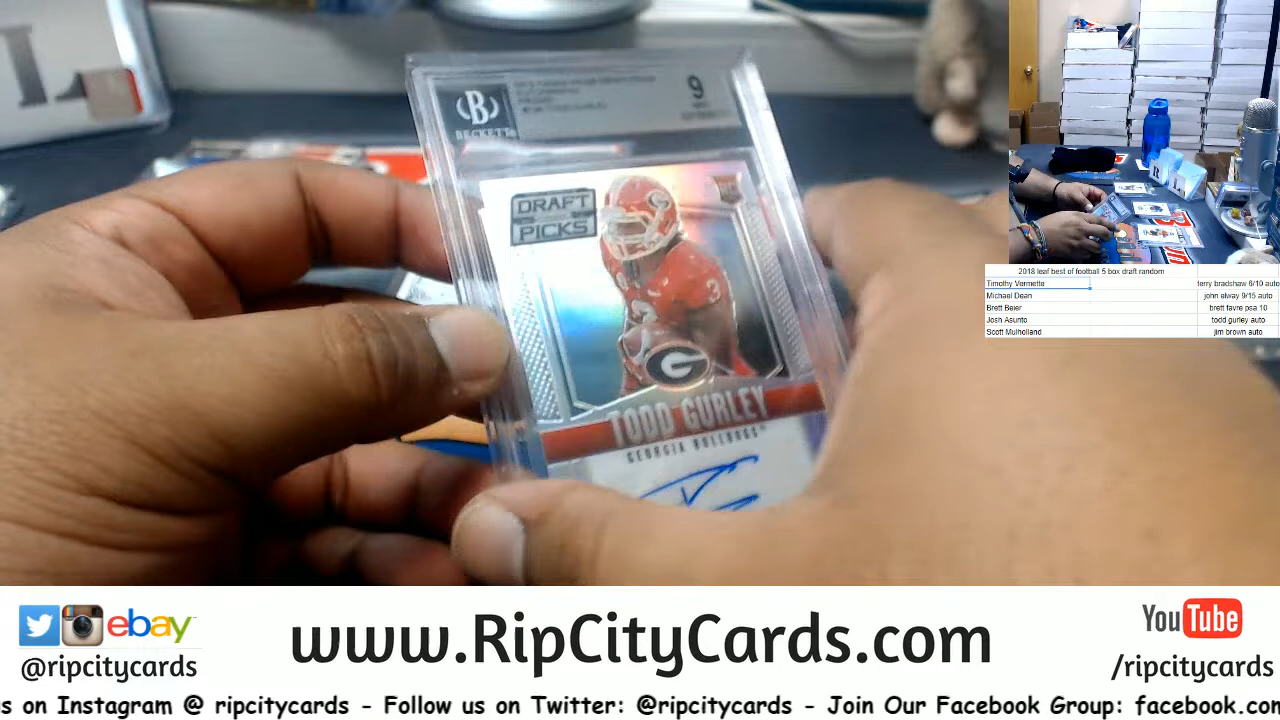 BECKETT
9
DRAFT
PICKS
TODD GURLEY
GEORGIA BULLDOGS
R L
2018 leaf best of football 5 box draft random
Timothy Vermette terry bradshaw 6/10 auto
Michael Dean john elway 9/15 auto
Brett Beier brett favre psa 10
Josh Asunto todd gurley auto
Scott Mulholland jim brown auto
ebay
@ripcitycards
www.RipCityCards.com
YouTube
/ripcitycards
s on Instagram @ ripcitycards - Follow us on Twitter: @ripcitycards - Join Our Facebook Group: facebook.con